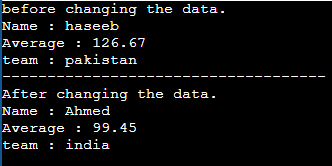 before changing the data.
Name : haseeb
Average : 126.67
team : pakistan
------------------------------------
After changing the data.
Name : Ahmed
Average : 99.45
team : india